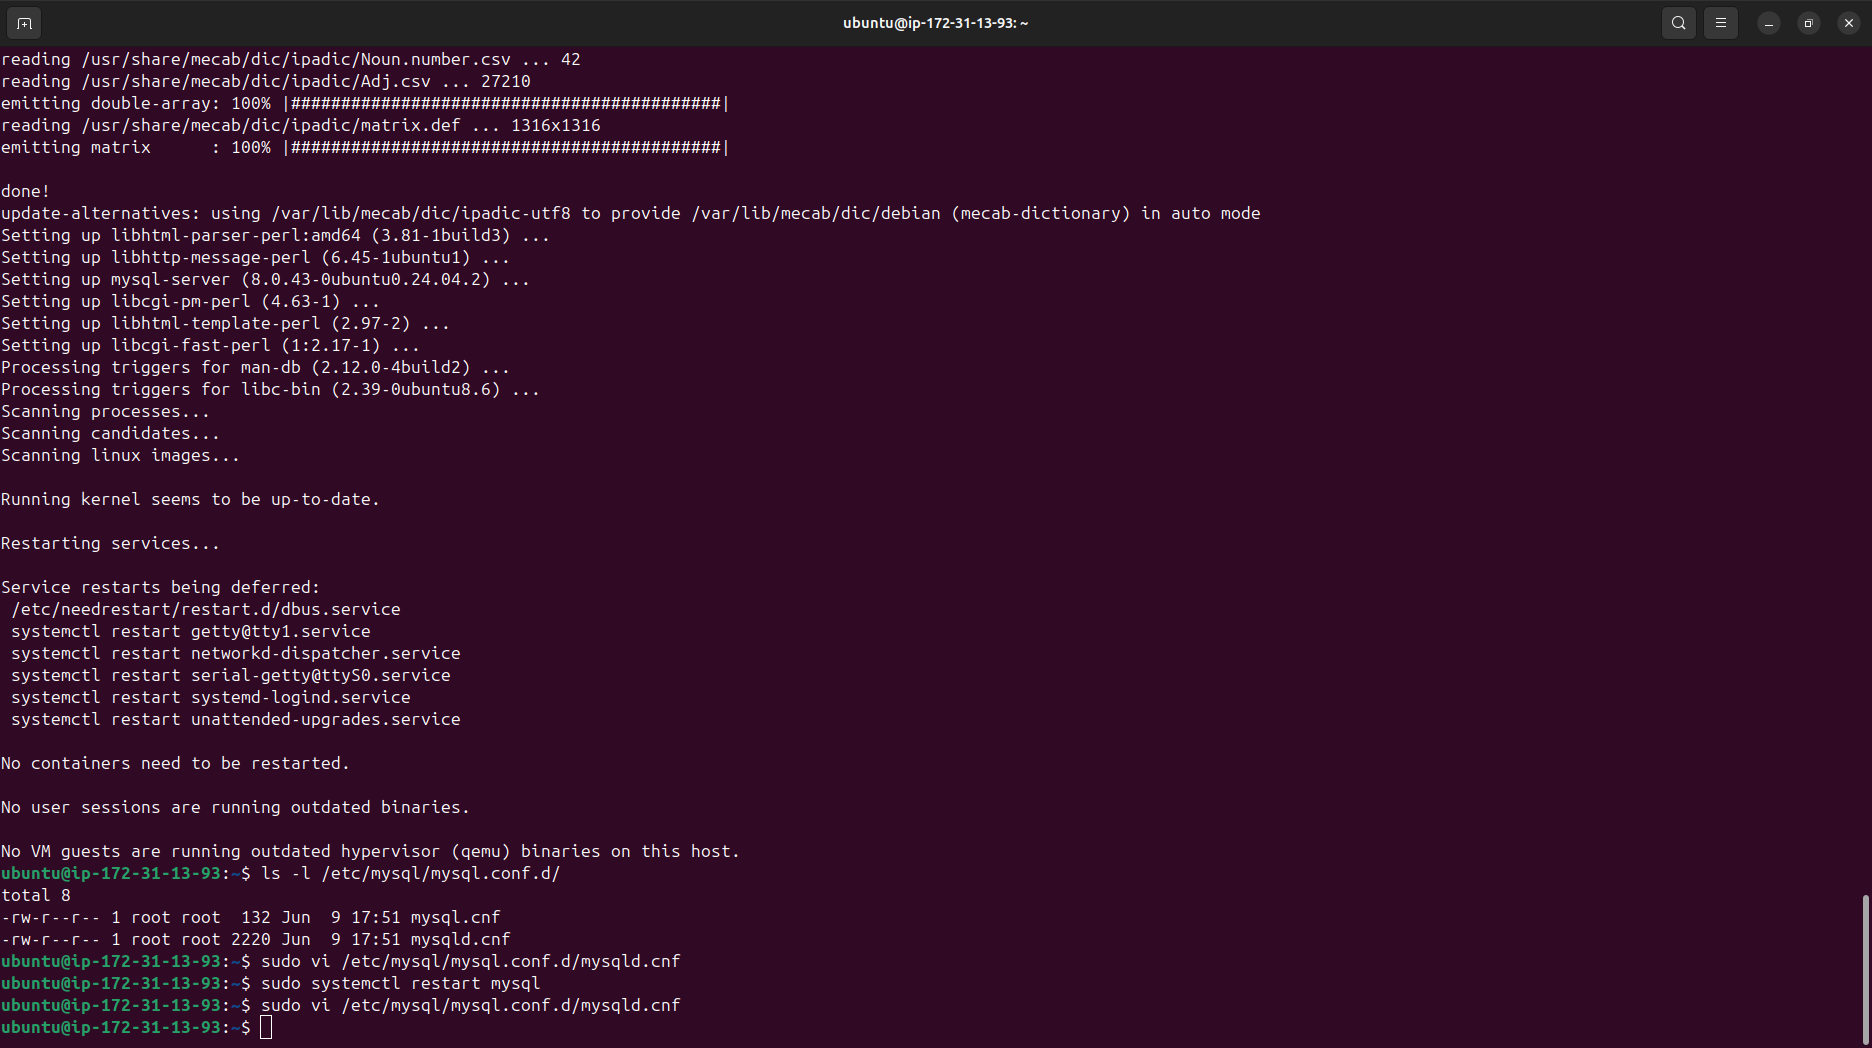 ubuntu@ip-172-31-13-93: ~
reading /usr/share/mecab/dic/ipadic/Noun.number.csv ... 42
reading /usr/share/mecab/dic/ipadic/Adj.csv ... 27210
emitting double-array: 100% |###########################################|
reading /usr/share/mecab/dic/ipadic/matrix.def ... 1316x1316
emitting matrix      : 100% |###########################################|
done!
update-alternatives: using /var/lib/mecab/dic/ipadic-utf8 to provide /var/lib/mecab/dic/debian (mecab-dictionary) in auto mode
Setting up libhtml-parser-perl:amd64 (3.81-1build3) ...
Setting up libhttp-message-perl (6.45-1ubuntu1) ...
Setting up mysql-server (8.0.43-0ubuntu0.24.04.2) ...
Setting up libcgi-pm-perl (4.63-1) ...
Setting up libhtml-template-perl (2.97-2) ...
Setting up libcgi-fast-perl (1:2.17-1) ...
Processing triggers for man-db (2.12.0-4build2) ...
Processing triggers for libc-bin (2.39-0ubuntu8.6) ...
Scanning processes...
Scanning candidates...
Scanning linux images...
Running kernel seems to be up-to-date.
Restarting services...
Service restarts being deferred:
 /etc/needrestart/restart.d/dbus.service
 systemctl restart getty@tty1.service
 systemctl restart networkd-dispatcher.service
 systemctl restart serial-getty@ttyS0.service
 systemctl restart systemd-logind.service
 systemctl restart unattended-upgrades.service
No containers need to be restarted.
No user sessions are running outdated binaries.
No VM guests are running outdated hypervisor (qemu) binaries on this host.
ubuntu@ip-172-31-13-93:~$ ls -l /etc/mysql/mysql.conf.d/
total 8
-rw-r--r-- 1 root root  132 Jun  9 17:51 mysql.cnf
-rw-r--r-- 1 root root 2220 Jun  9 17:51 mysqld.cnf
ubuntu@ip-172-31-13-93:~$ sudo vi /etc/mysql/mysql.conf.d/mysqld.cnf
ubuntu@ip-172-31-13-93:~$ sudo systemctl restart mysql
ubuntu@ip-172-31-13-93:~$ sudo vi /etc/mysql/mysql.conf.d/mysqld.cnf
ubuntu@ip-172-31-13-93:~$